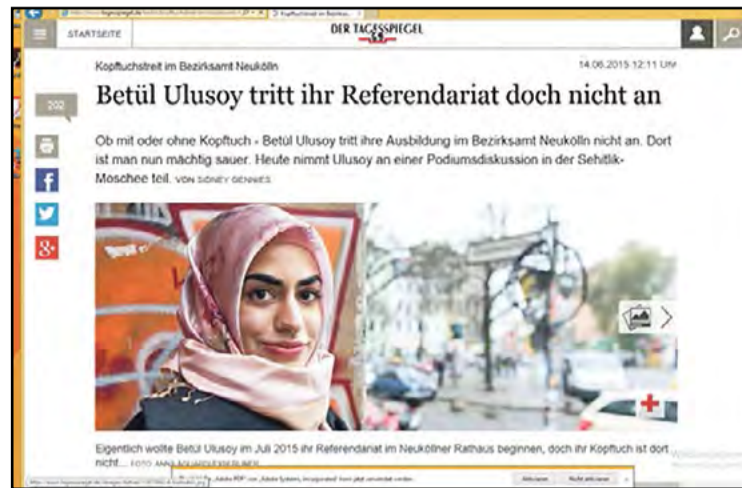 STARTSEITE
DER TAGESSPIEGEL
Kopftuchstreit im Bezirksamt Neukölln
14.06.2015 12:11 Uhr
202
Betül Ulusoy tritt ihr Referendariat doch nicht an
Ob mit oder ohne Kopftuch - Betül Ulusoy tritt ihre Ausbildung im Bezirksamt Neukölln nicht an. Dort
ist man nun mächtig sauer. Heute nimmt Ulusoy an einer Podiumsdiskussion in der Sehitlik-
Moschee teil. VON SIDNEY GENNIES
Eigentlich wollte Betül Ulusoy im Juli 2015 ihr Referendariat im Neuköllner Rathaus beginnen, doch ihr Kopftuch ist dort
nicht... FOTO: